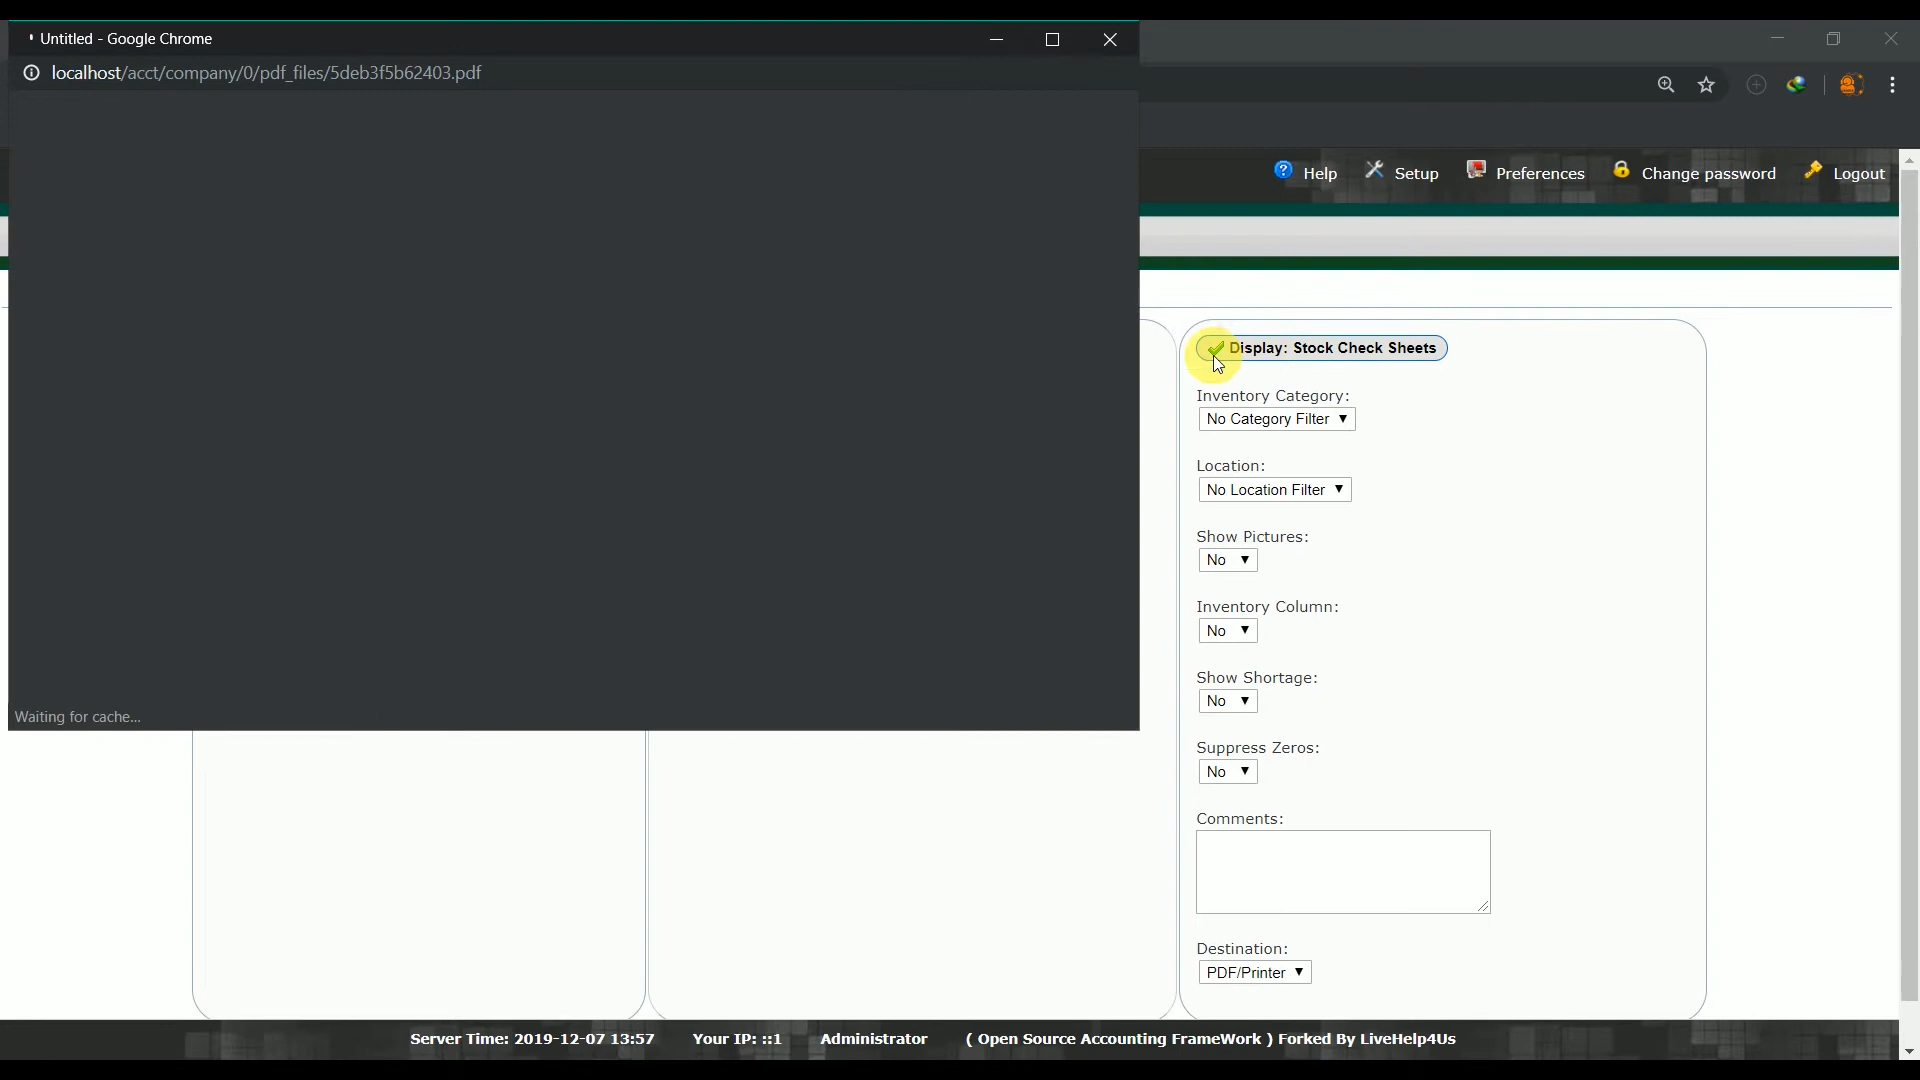 Untitled - Google Chrome
localhost/acct/company/0/pdf_files/5deb3f5b62403.pdf
Help
Setup
Preferences
Change password
Logout
Display: Stock Check Sheets
Inventory Category:
No Category Filter
Location:
No Location Filter
Show Pictures:
No
Inventory Column:
No
Show Shortage:
No
Suppress Zeros:
No
Comments:
Destination:
PDF/Printer
Waiting for cache...
Server Time: 2019-12-07 13:57 Your IP: ::1 Administrator ( Open Source Accounting FrameWork ) Forked By LiveHelp4Us